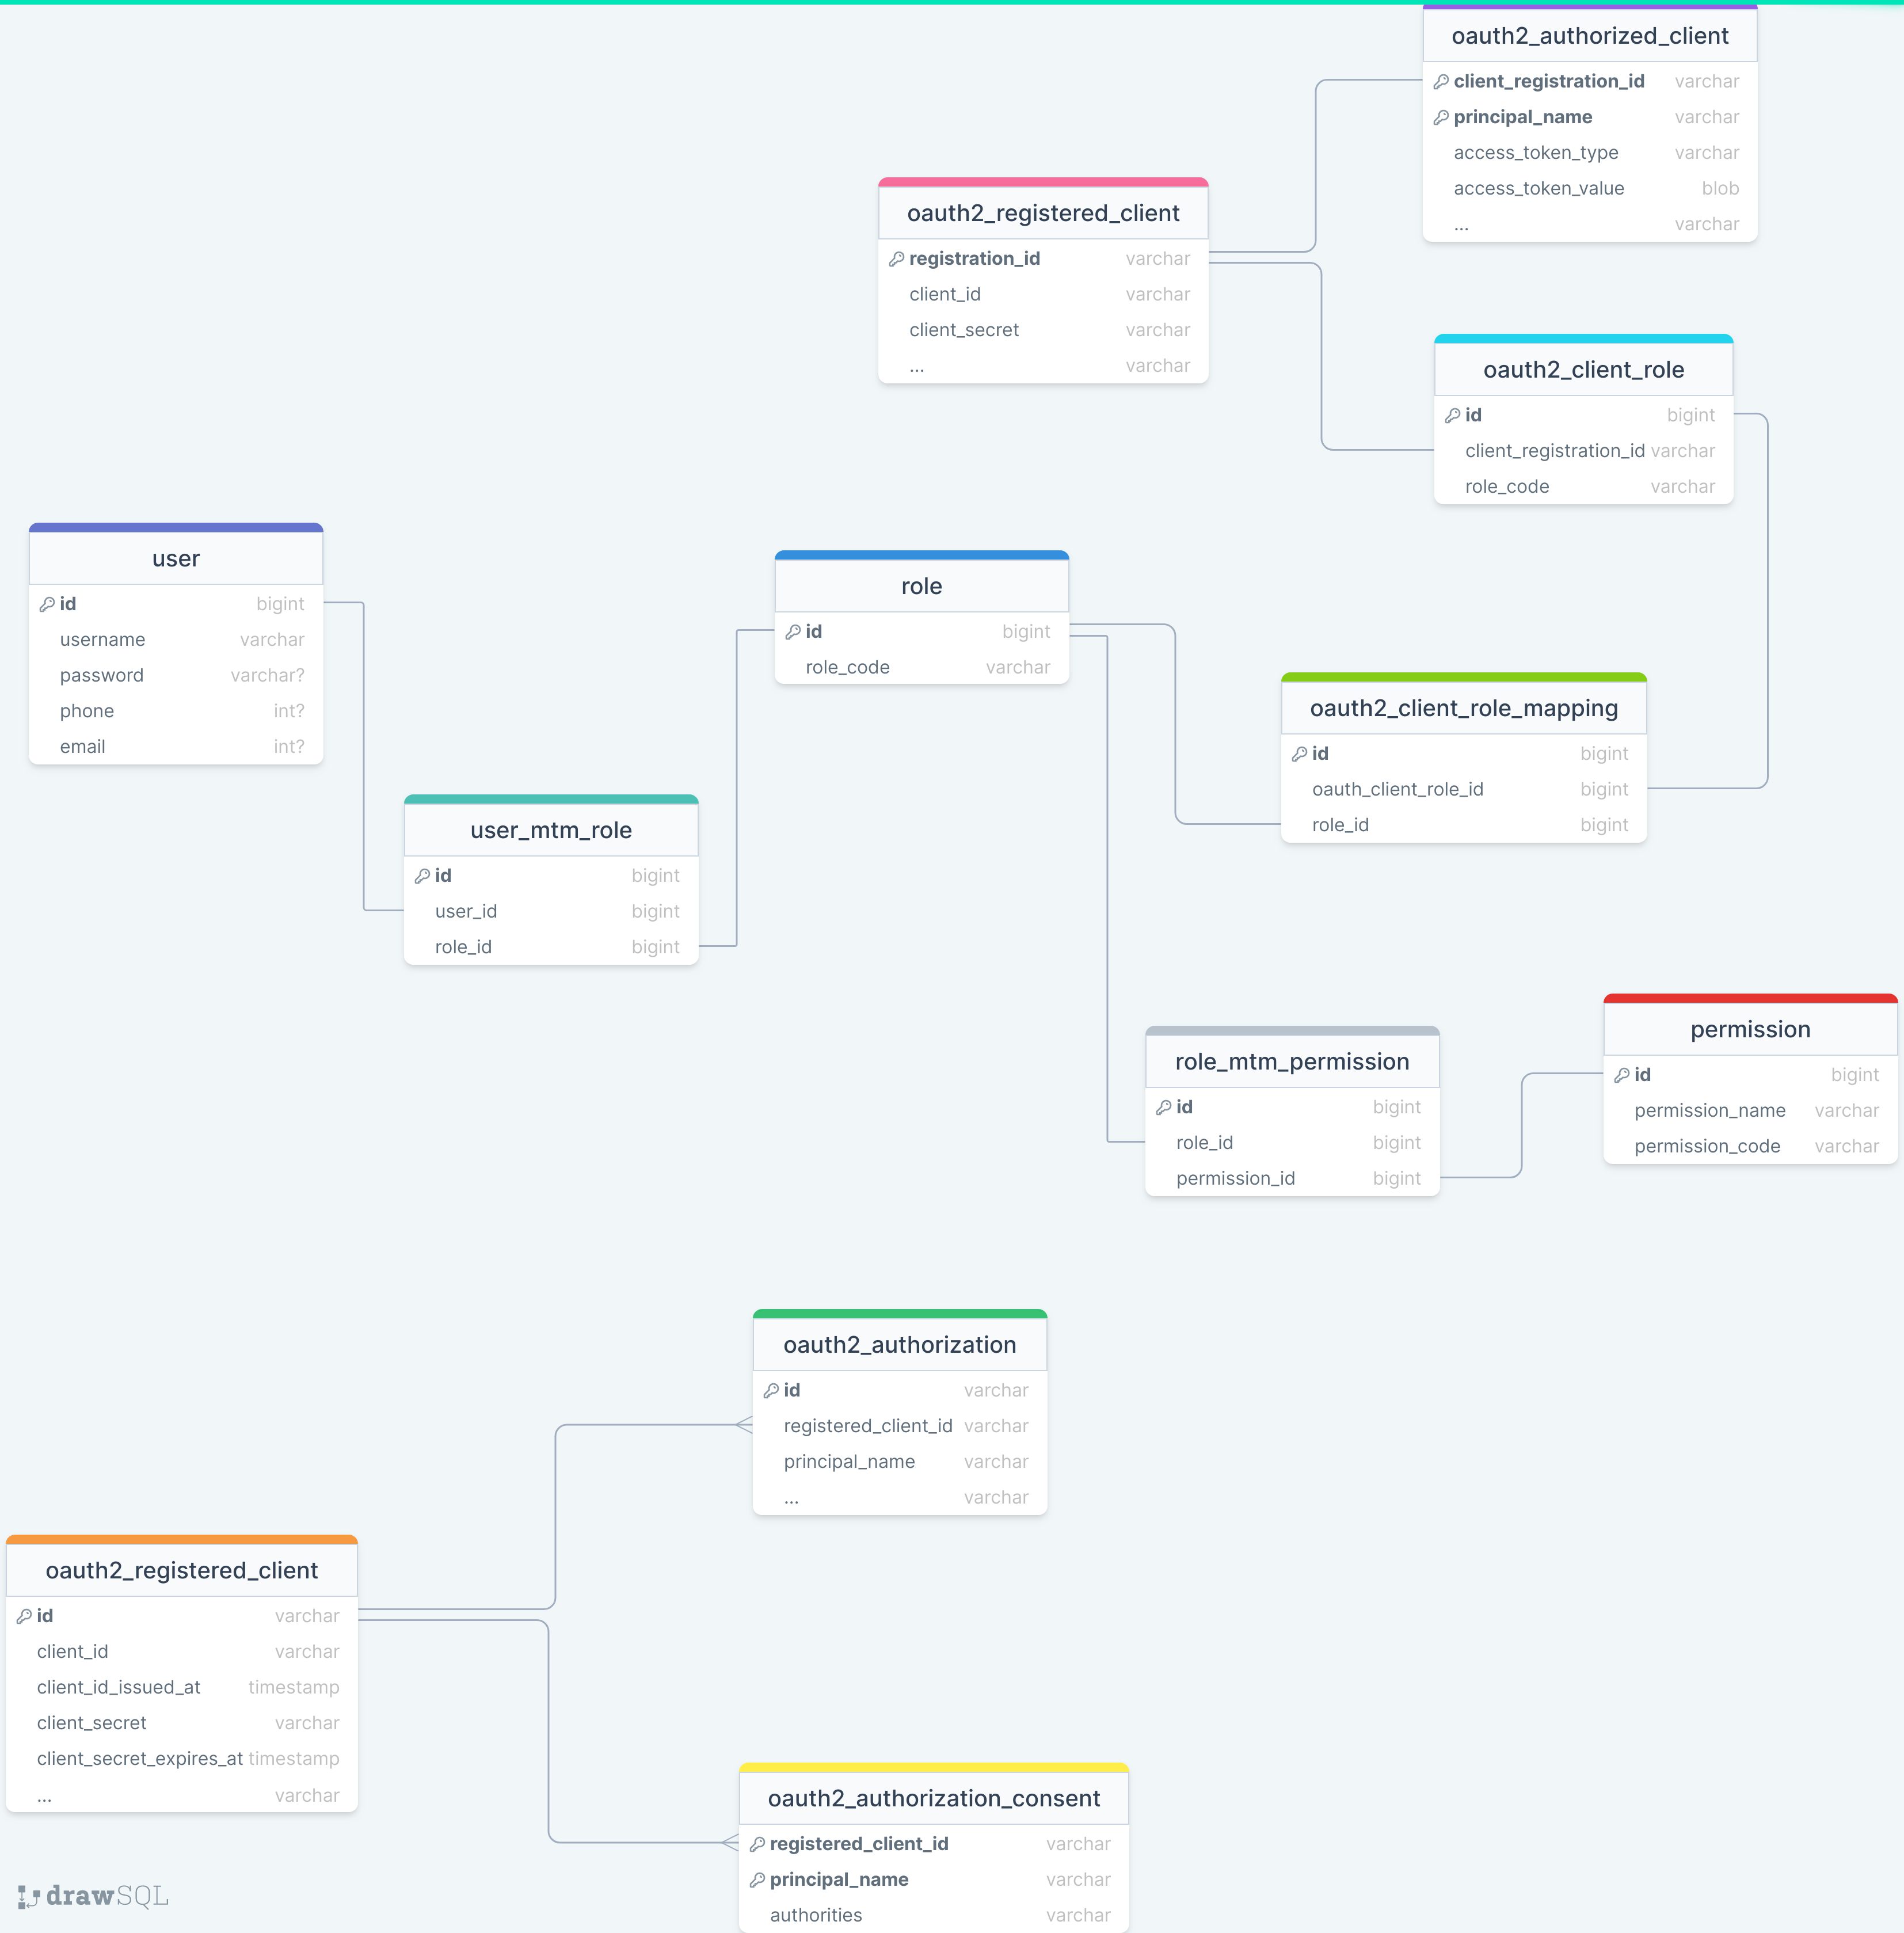 oauth2_authorized_client
client_registration_id varchar
principal_name varchar
access_token_type varchar
access_token_value blob
... varchar
oauth2_registered_client
registration_id varchar
client_id varchar
client_secret varchar
... varchar
oauth2_client_role
id bigint
client_registration_id varchar
role_code varchar
user
id bigint
username varchar
password varchar?
phone int?
email int?
role
id bigint
role_code varchar
oauth2_client_role_mapping
id bigint
oauth_client_role_id bigint
role_id bigint
user_mtm_role
id bigint
user_id bigint
role_id bigint
role_mtm_permission
id bigint
role_id bigint
permission_id bigint
permission
id bigint
permission_name varchar
permission_code varchar
oauth2_authorization
id varchar
registered_client_id varchar
principal_name varchar
... varchar
oauth2_registered_client
id varchar
client_id varchar
client_id_issued_at timestamp
client_secret varchar
client_secret_expires_at timestamp
... varchar
oauth2_authorization_consent
registered_client_id varchar
principal_name varchar
authorities varchar
drawSQL